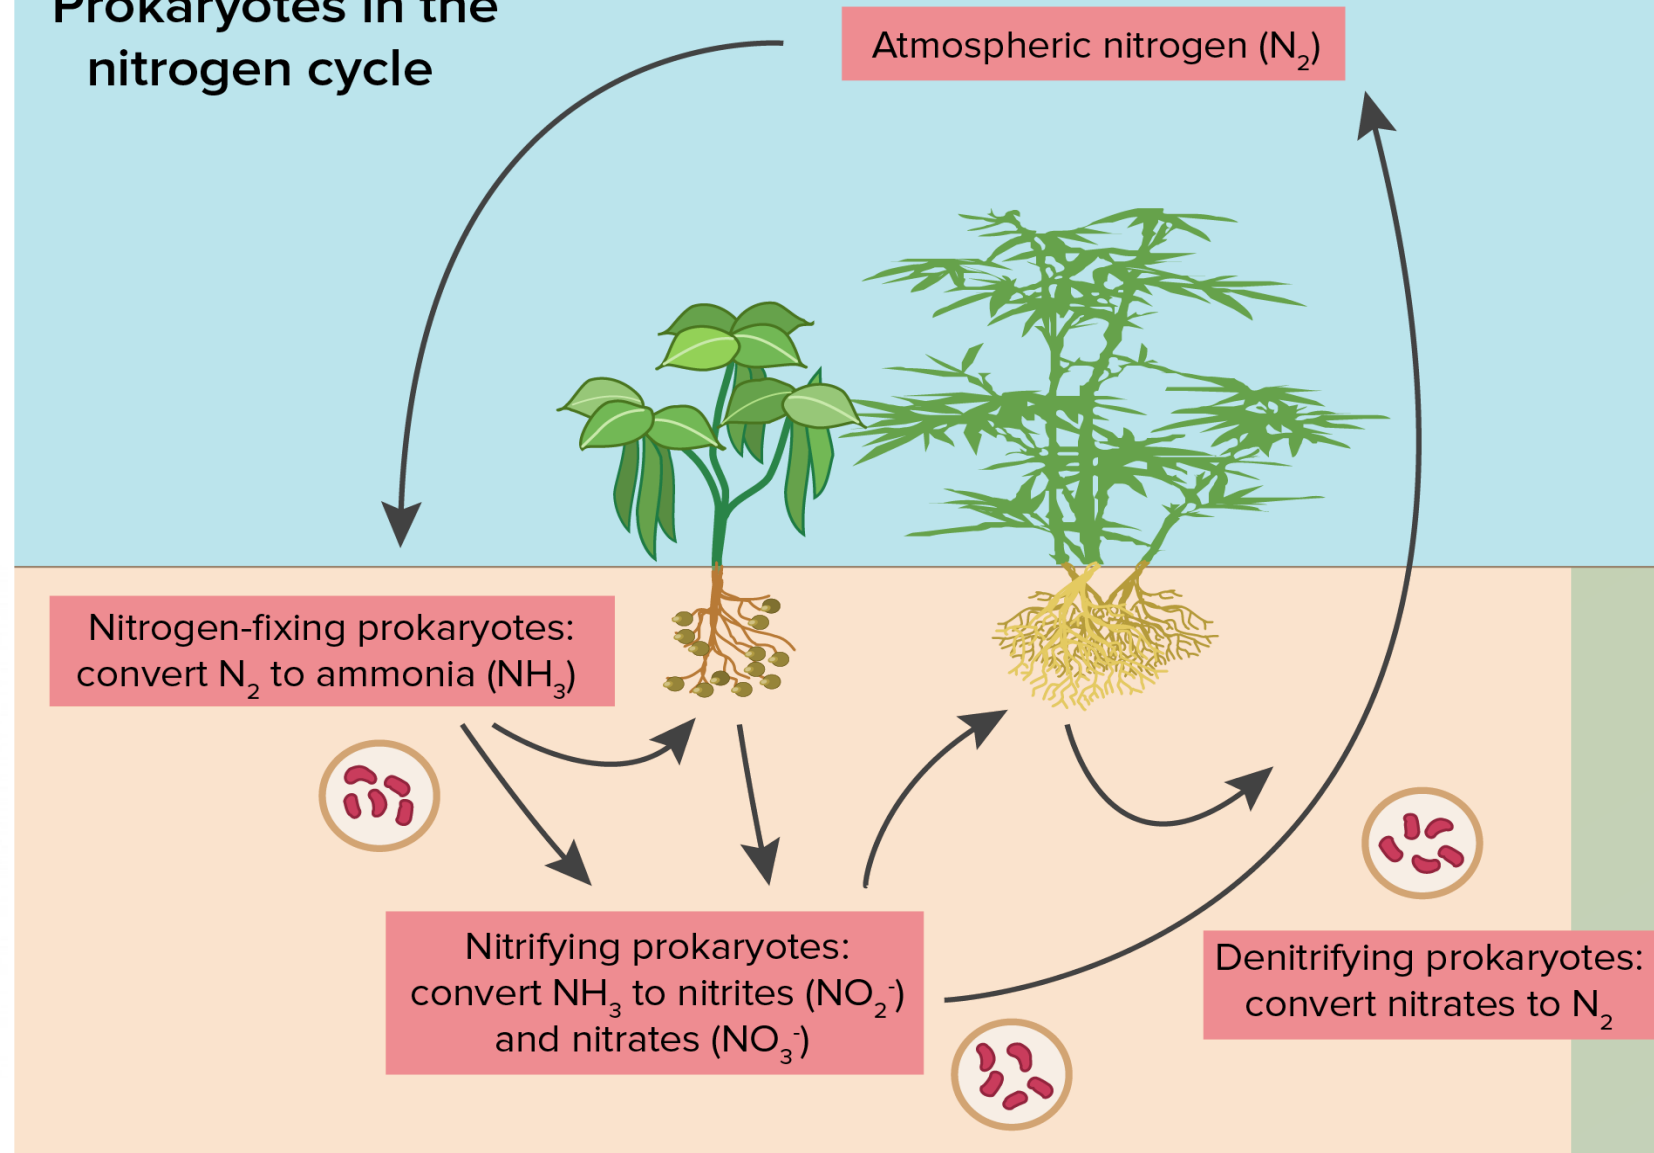 Prokaryotes in the
nitrogen cycle
Atmospheric nitrogen (N₂)
Nitrogen-fixing prokaryotes:
convert N₂ to ammonia (NH₃)
Nitrifying prokaryotes:
convert NH₃ to nitrites (NO₂⁻)
and nitrates (NO₃⁻)
Denitrifying prokaryotes:
convert nitrates to N₂